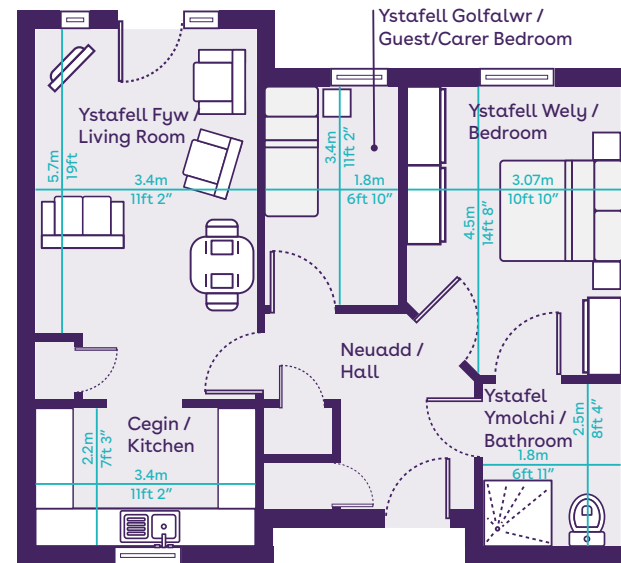 Ystafell Golfalwr /
Guest/Carer Bedroom
Ystafell Fyw /
Living Room
5.7m
19ft
3.4m
11ft 2”
3.4m
11ft 2”
1.8m
6ft 10”
Ystafell Wely /
Bedroom
3.07m
10ft 10”
4.5m
14ft 8”
Neuadd /
Hall
Cegin /
Kitchen
2.2m
7ft 3”
3.4m
11ft 2”
Ystafel
Ymolchi /
Bathroom
2.5m
8ft 4”
1.8m
6ft 11”